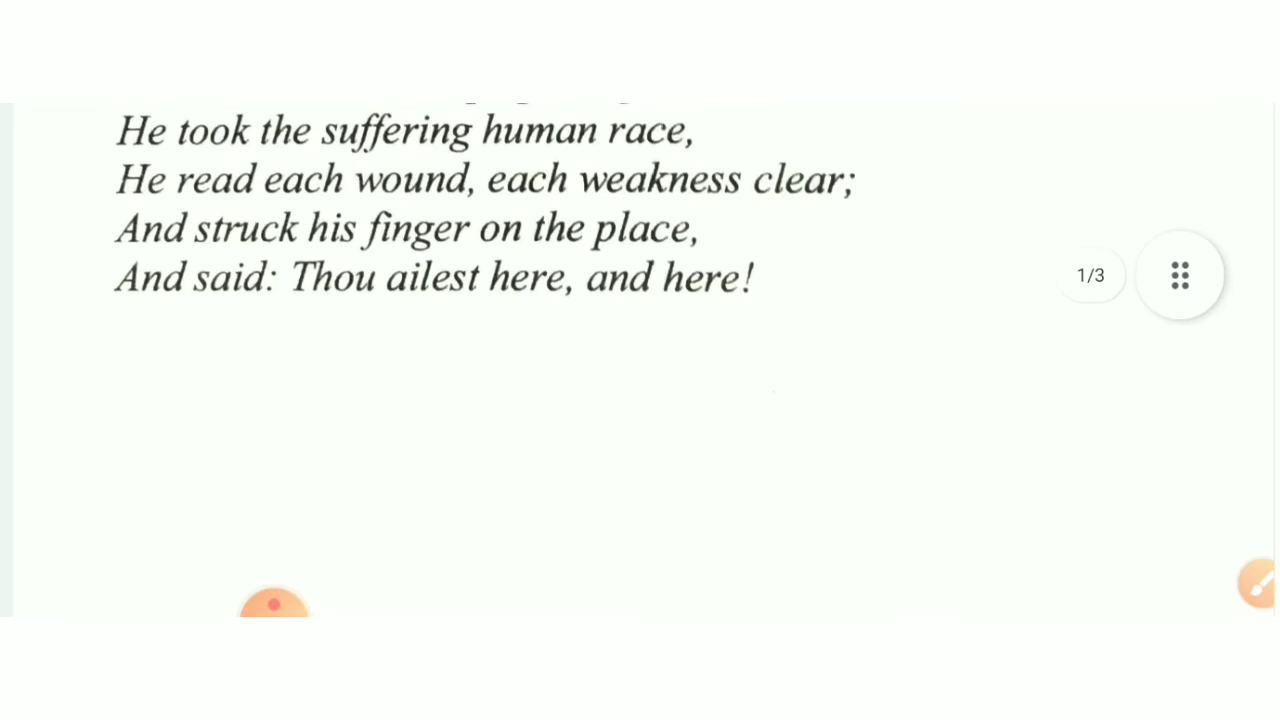 He took the suffering human race,
He read each wound, each weakness clear;
And struck his finger on the place,
And said: Thou ailest here, and here!
1/3